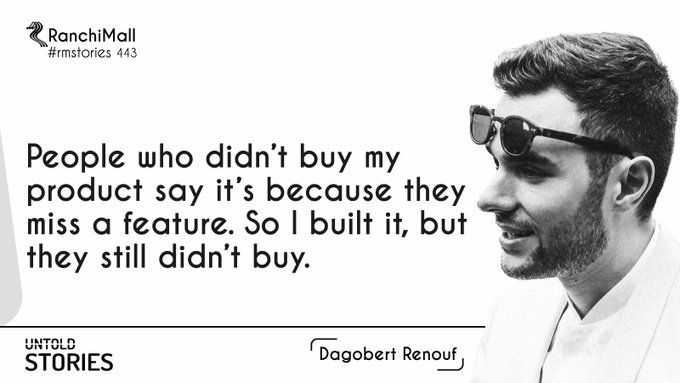 RanchiMall
#rmstories 443
People who didn't buy my
product say it's because they
miss a feature. So I built it, but
they still didn't buy.
UNTOLD
STORIES
Dagobert Renouf